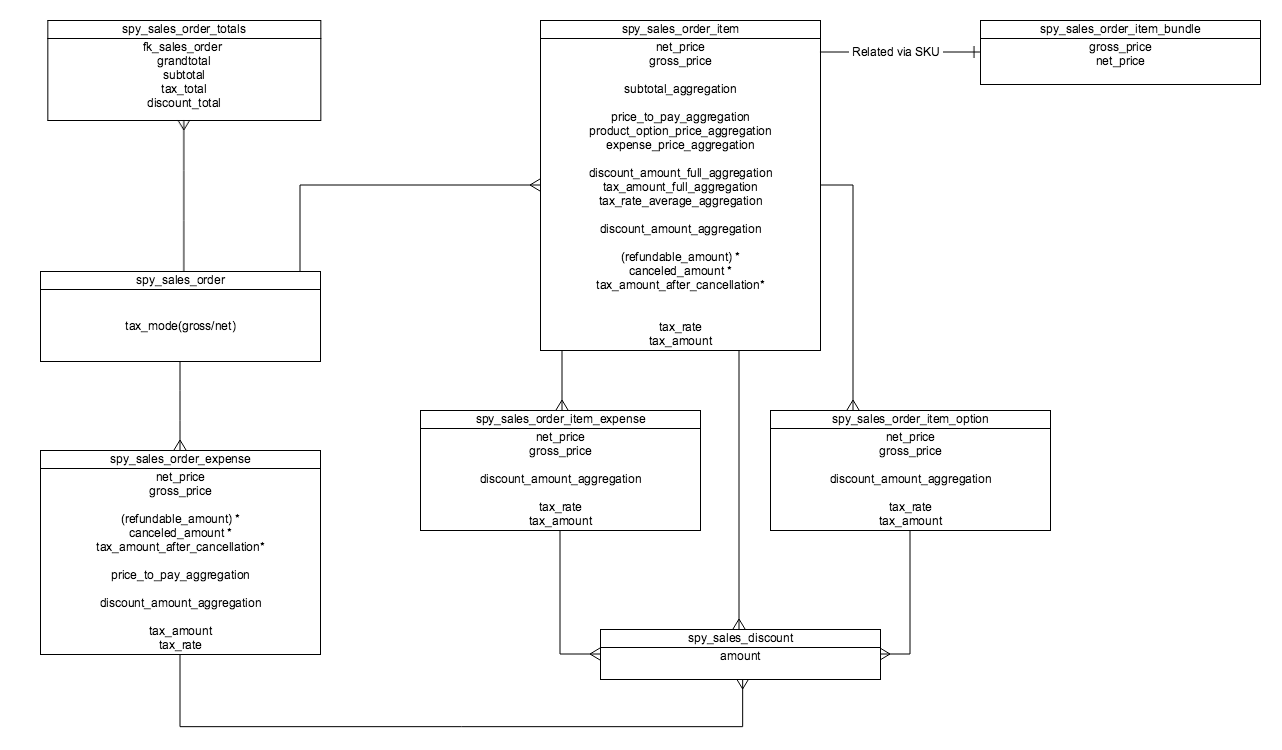 spy_sales_order_totals
fk_sales_order
grandtotal
subtotal
tax_total
discount_total
spy_sales_order_item
net_price
gross_price
subtotal_aggregation
price_to_pay_aggregation
product_option_price_aggregation
expense_price_aggregation
discount_amount_full_aggregation
tax_amount_full_aggregation
tax_rate_average_aggregation
discount_amount_aggregation
(refundable_amount) *
canceled_amount *
tax_amount_after_cancellation*
tax_rate
tax_amount
Related via SKU
spy_sales_order_item_bundle
gross_price
net_price
spy_sales_order
tax_mode(gross/net)
spy_sales_order_expense
net_price
gross_price
(refundable_amount) *
canceled_amount *
tax_amount_after_cancellation*
price_to_pay_aggregation
discount_amount_aggregation
tax_amount
tax_rate
spy_sales_order_item_expense
net_price
gross_price
discount_amount_aggregation
tax_rate
tax_amount
spy_sales_order_item_option
net_price
gross_price
discount_amount_aggregation
tax_rate
tax_amount
spy_sales_discount
amount